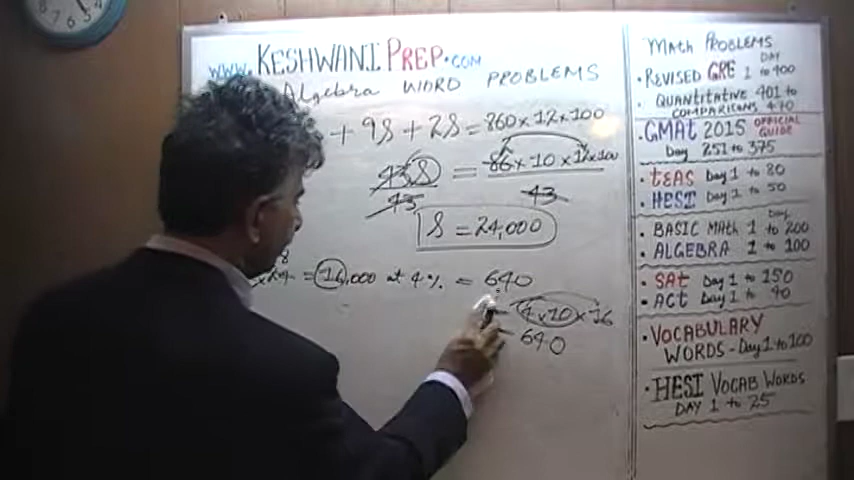 www.KESHWANIPREP.COM
Algebra WORD PROBLEMS
+ 9S + 2S = 860 x 12 x 100
43S = 86 x 10 x 12 x 100
43 43
S = 24,000
= 16,000 at 4% = 640
4 x 10 x 16
640
MATH PROBLEMS
DAY
• REVISED GRE 1 to 400
• QUANTITATIVE 401 to
COMPARISONS 470
• GMAT 2015 OFFICIAL GUIDE
Day 251 to 375
• TEAS Day 1 to 80
• HESI Day 1 to 50
DAY
• BASIC MATH 1 to 200
• ALGEBRA 1 to 100
• SAT Day 1 to 150
• ACT Day 1 to 90
• VOCABULARY
WORDS - Day 1 to 100
• HESI VOCAB WORDS
DAY 1 to 25